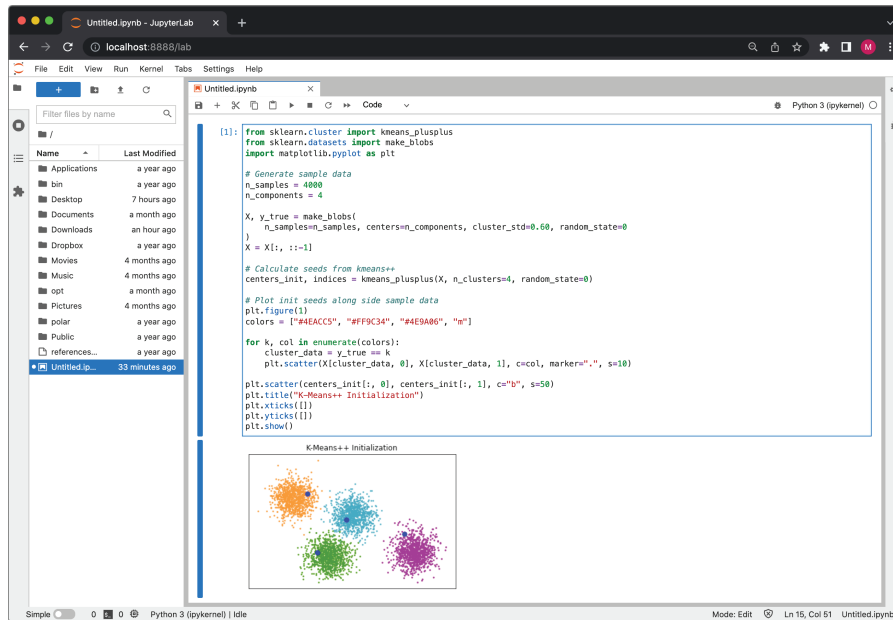 Untitled.ipynb - JupyterLab
localhost:8888/lab
M
File Edit View Run Kernel Tabs Settings Help
Filter files by name
/
Name Last Modified
Applications a year ago
bin a year ago
Desktop 7 hours ago
Documents a month ago
Downloads an hour ago
Dropbox a year ago
Movies 4 months ago
Music 4 months ago
opt a month ago
Pictures 4 months ago
polar a year ago
Public a year ago
references... a year ago
Untitled.ip... 33 minutes ago
Untitled.ipynb
Code
Python 3 (ipykernel)
[1]: from sklearn.cluster import kmeans_plusplus
from sklearn.datasets import make_blobs
import matplotlib.pyplot as plt
# Generate sample data
n_samples = 4000
n_components = 4
X, y_true = make_blobs(
    n_samples=n_samples, centers=n_components, cluster_std=0.60, random_state=0
)
X = X[:, ::-1]
# Calculate seeds from kmeans++
centers_init, indices = kmeans_plusplus(X, n_clusters=4, random_state=0)
# Plot init seeds along side sample data
plt.figure(1)
colors = ["#4EACC5", "#FF9C34", "#4E9A06", "m"]
for k, col in enumerate(colors):
    cluster_data = y_true == k
    plt.scatter(X[cluster_data, 0], X[cluster_data, 1], c=col, marker=".", s=10)
plt.scatter(centers_init[:, 0], centers_init[:, 1], c="b", s=50)
plt.title("K-Means++ Initialization")
plt.xticks([])
plt.yticks([])
plt.show()
K-Means++ Initialization
Simple 0 0 Python 3 (ipykernel) | Idle Mode: Edit Ln 15, Col 51 Untitled.ipynb